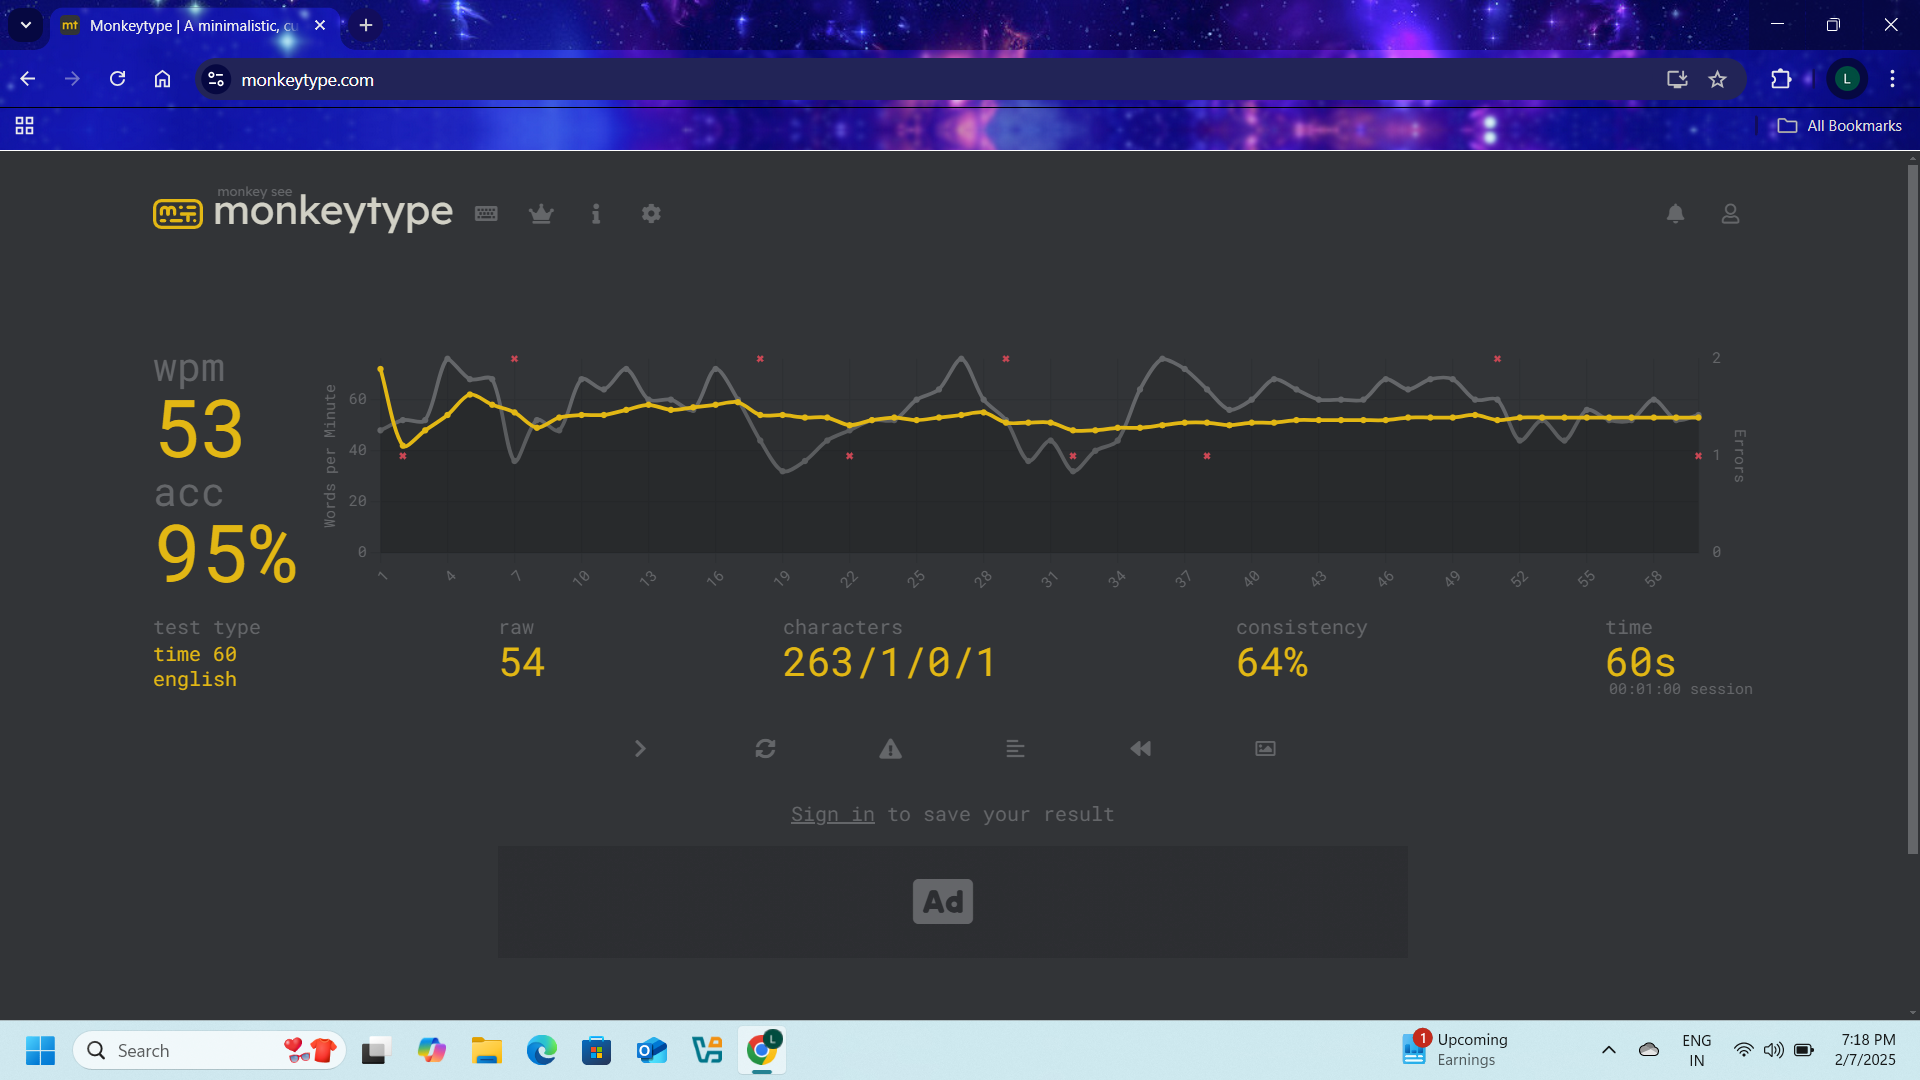 mt Monkeytype | A minimalistic, cu
monkeytype.com
L
All Bookmarks
monkey see
monkeytype
wpm
53
acc
95%
Words per Minute
60
40
20
0
2
1
0
Errors
1 4 7 10 13 16 19 22 25 28 31 34 37 40 43 46 49 52 55 58
test type
time 60
english
raw
54
characters
263/1/0/1
consistency
64%
time
60s
00:01:00 session
Sign in to save your result
Ad
Search
L
1
Upcoming
Earnings
ENG
IN
7:18 PM
2/7/2025